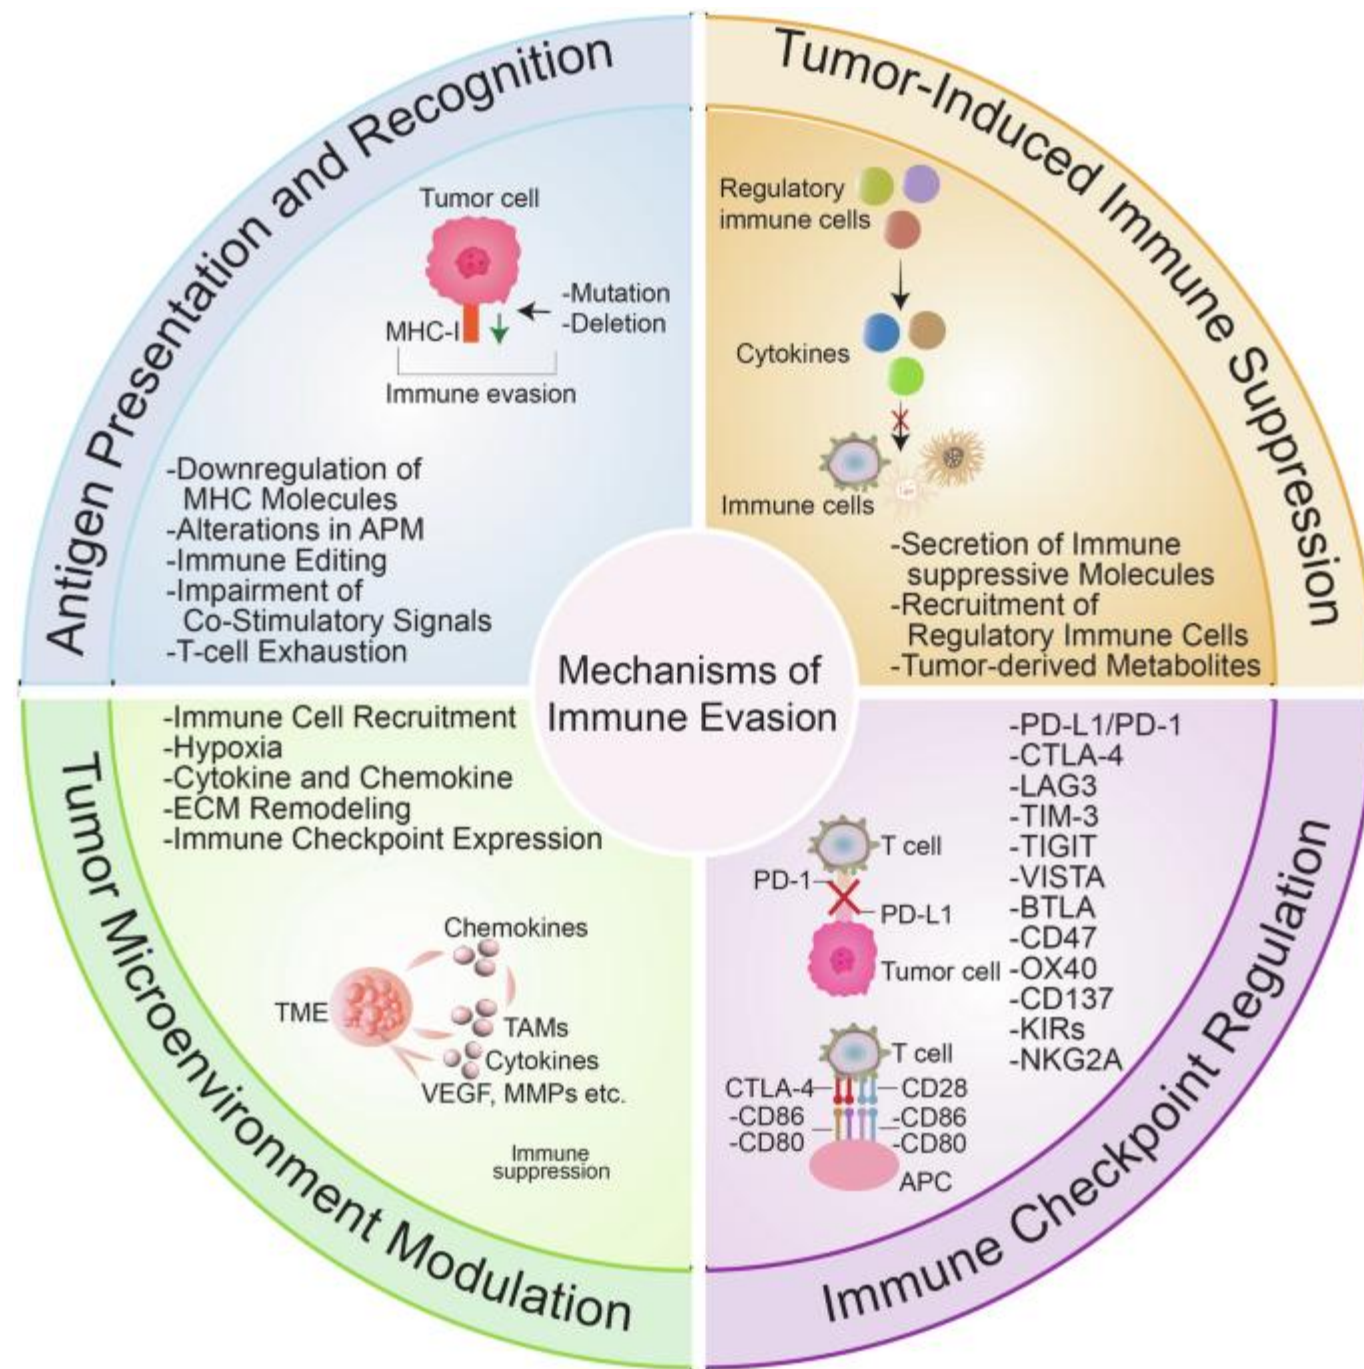 Antigen Presentation and Recognition
Tumor cell
-Mutation
-Deletion
MHC-I
Immune evasion
-Downregulation of
MHC Molecules
-Alterations in APM
-Immune Editing
-Impairment of
Co-Stimulatory Signals
-T-cell Exhaustion
Tumor-Induced Immune Suppression
Regulatory
immune cells
Cytokines
Immune cells
-Secretion of Immune
suppressive Molecules
-Recruitment of
Regulatory Immune Cells
-Tumor-derived Metabolites
Mechanisms of
Immune Evasion
Tumor Microenvironment Modulation
-Immune Cell Recruitment
-Hypoxia
-Cytokine and Chemokine
-ECM Remodeling
-Immune Checkpoint Expression
Chemokines
TME
TAMs
Cytokines
VEGF, MMPs etc.
Immune
suppression
Immune Checkpoint Regulation
-PD-L1/PD-1
-CTLA-4
-LAG3
-TIM-3
-TIGIT
-VISTA
-BTLA
-CD47
-OX40
-CD137
-KIRs
-NKG2A
T cell
PD-1
PD-L1
Tumor cell
T cell
CTLA-4
CD28
-CD86
-CD80
-CD86
-CD80
APC